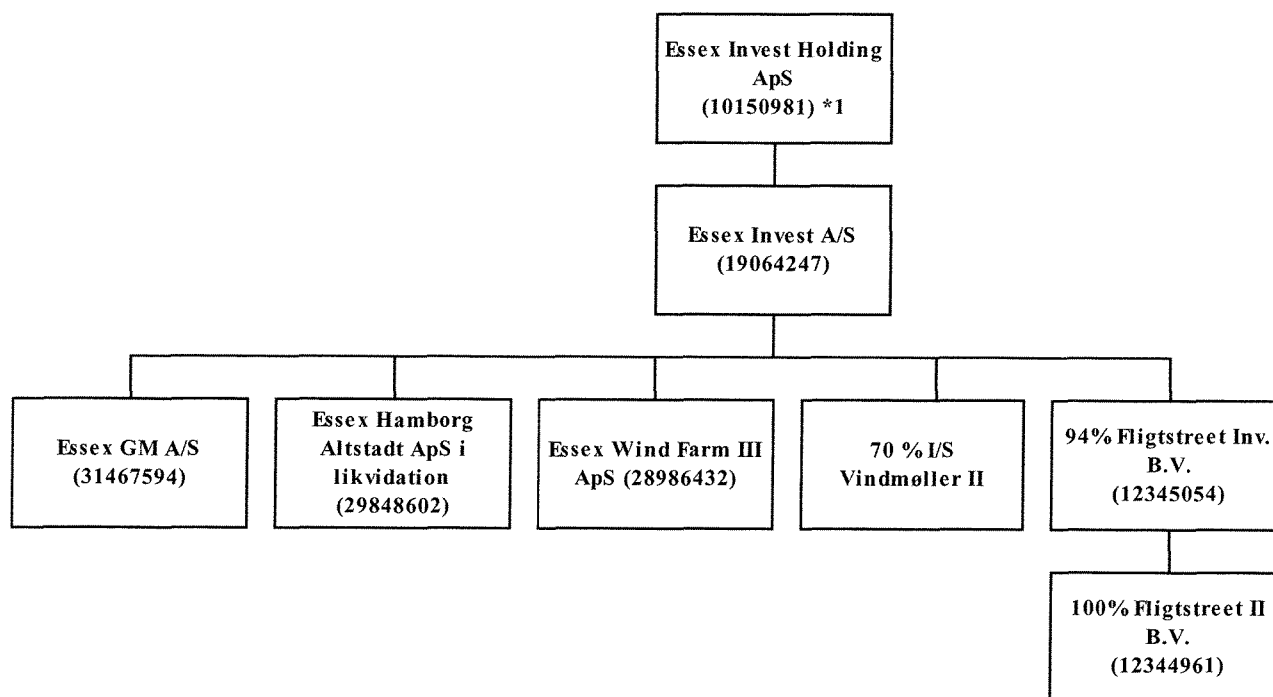 Essex Invest Holding
ApS
(10150981) *1
Essex Invest A/S
(19064247)
Essex GM A/S
(31467594)
Essex Hamborg
Altstadt ApS i
likvidation
(29848602)
Essex Wind Farm III
ApS (28986432)
70 % I/S
Vindmøller II
94% Fligtstreet Inv.
B.V.
(12345054)
100% Fligtstreet II
B.V.
(12344961)